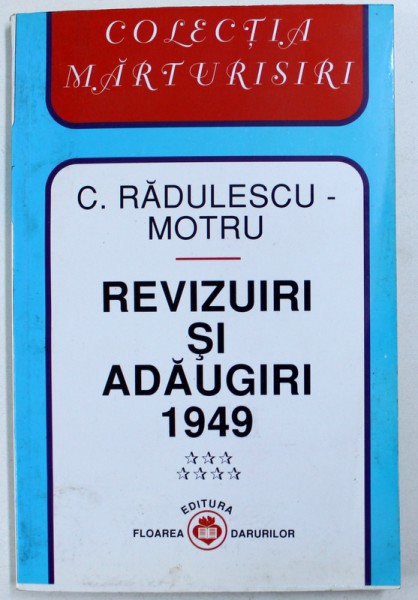 COLECȚIA
MĂRTURISIRI
C. RĂDULESCU -
MOTRU
REVIZUIRI
ȘI
ADĂUGIRI
1949
EDITURA
FLOAREA DARURILOR